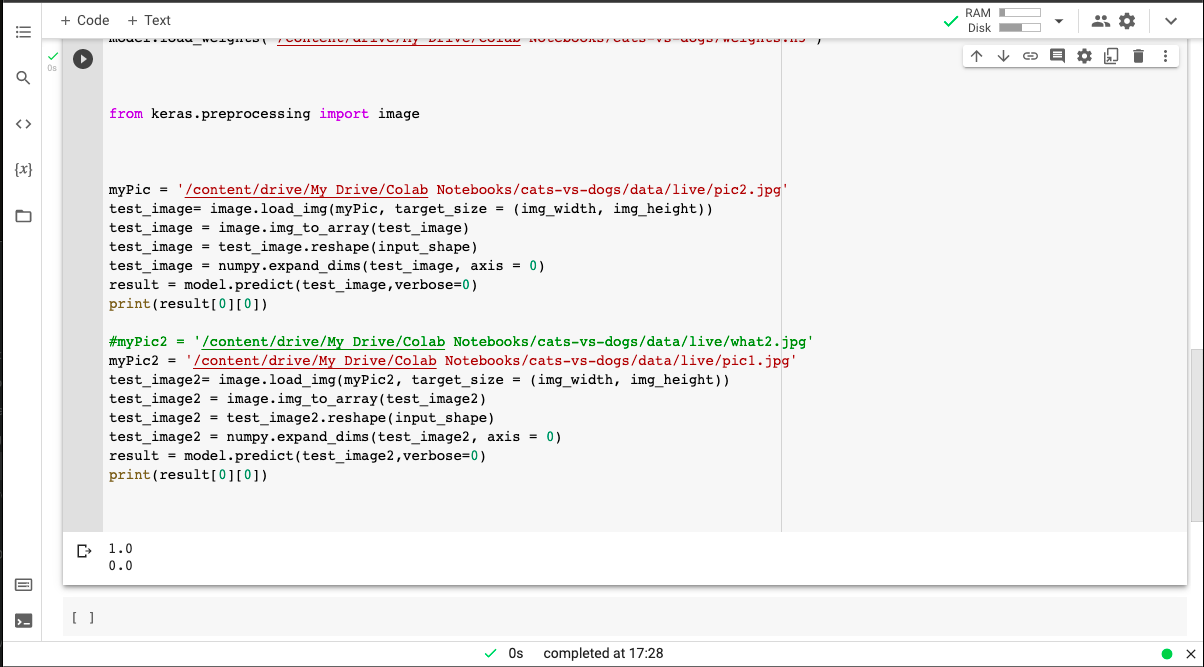 + Code + Text
RAM
Disk
model.load_weights('/content/drive/My Drive/Colab Notebooks/cats-vs-dogs/weights.h5')
0s
from keras.preprocessing import image
myPic = '/content/drive/My Drive/Colab Notebooks/cats-vs-dogs/data/live/pic2.jpg'
test_image= image.load_img(myPic, target_size = (img_width, img_height))
test_image = image.img_to_array(test_image)
test_image = test_image.reshape(input_shape)
test_image = numpy.expand_dims(test_image, axis = 0)
result = model.predict(test_image,verbose=0)
print(result[0][0])
#myPic2 = '/content/drive/My Drive/Colab Notebooks/cats-vs-dogs/data/live/what2.jpg'
myPic2 = '/content/drive/My Drive/Colab Notebooks/cats-vs-dogs/data/live/pic1.jpg'
test_image2= image.load_img(myPic2, target_size = (img_width, img_height))
test_image2 = image.img_to_array(test_image2)
test_image2 = test_image2.reshape(input_shape)
test_image2 = numpy.expand_dims(test_image2, axis = 0)
result = model.predict(test_image2,verbose=0)
print(result[0][0])
1.0
0.0
[ ]
0s completed at 17:28